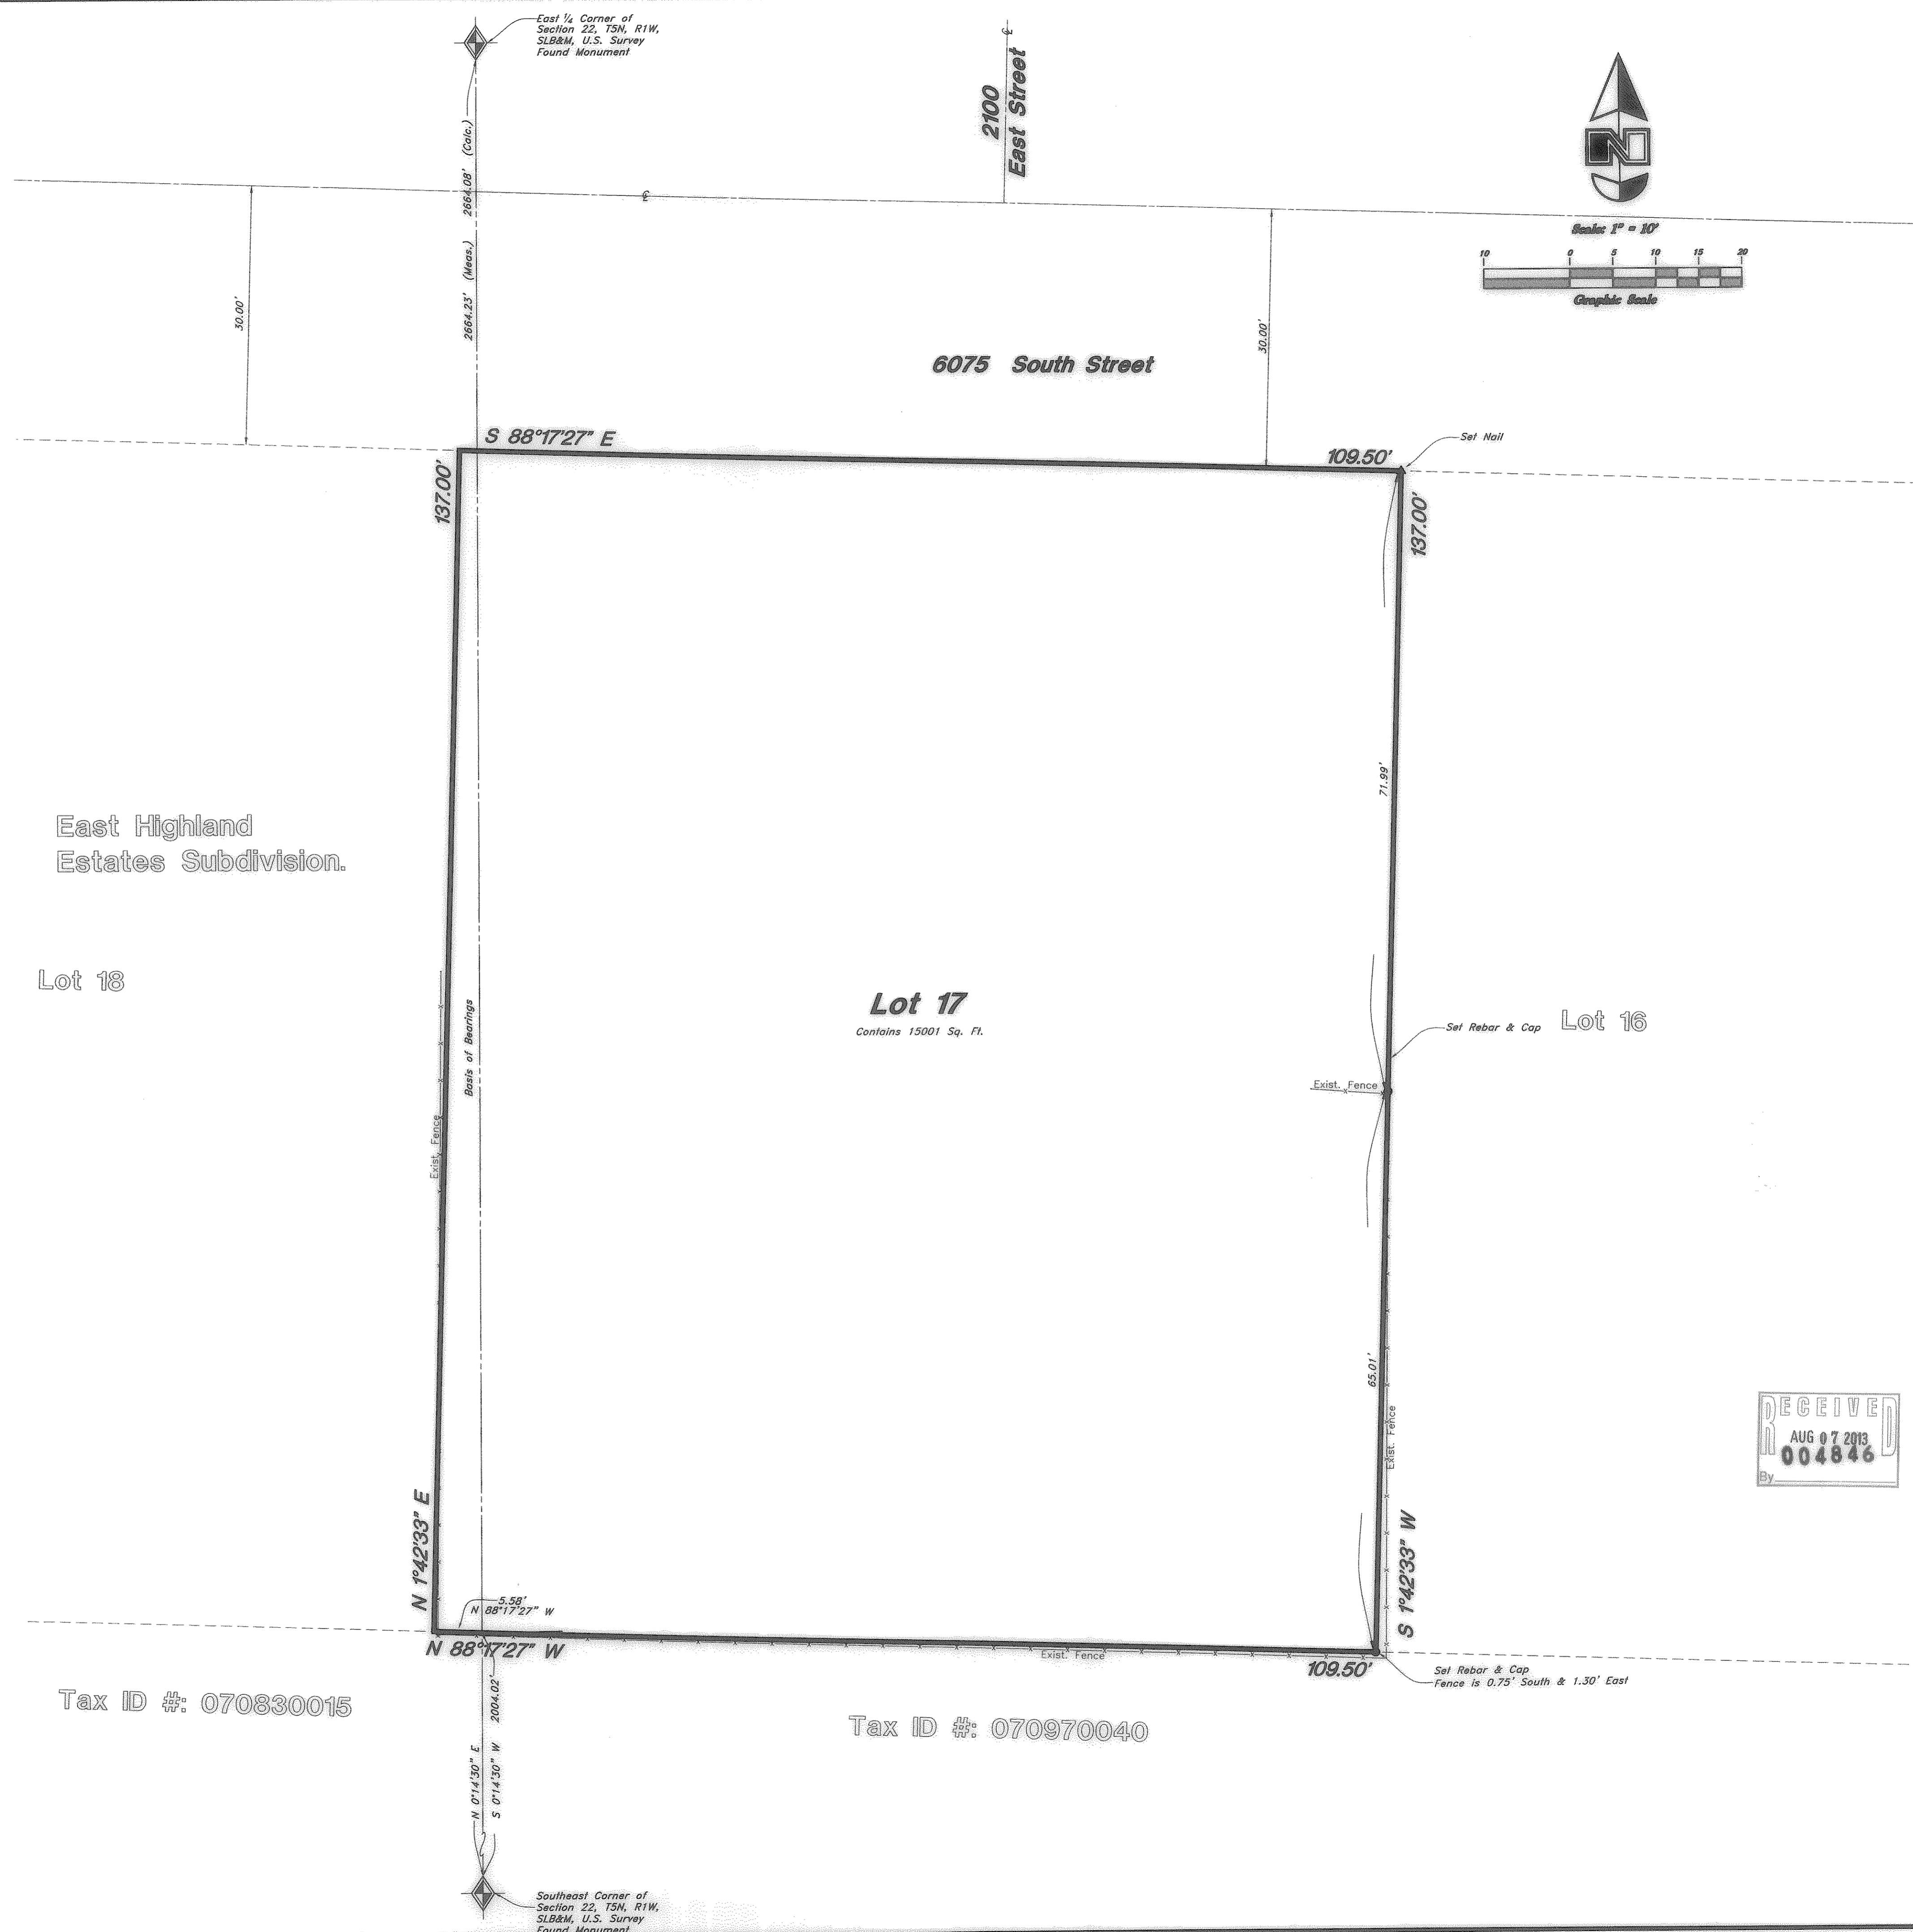 East ¼ Corner of
Section 22, T5N, R1W,
SLB&M, U.S. Survey
Found Monument
2100
East Street
2664.08' (Calc.)
2664.23' (Meas.)
Scale: 1" = 10'
10 0 5 10 15 20
Graphic Scale
30.00'
30.00'
6075 South Street
S 88°17'27" E
109.50'
Set Nail
137.00'
137.00'
71.99'
East Highland
Estates Subdivision.
Lot 18
Basis of Bearings
Lot 17
Contains 15001 Sq. Ft.
Set Rebar & Cap
Lot 16
Exist. Fence
Exist. Fence
65.01'
Exist. Fence
RECEIVED
AUG 07 2013
004846
By
N 1°42'33" E
S 1°42'33" W
5.58'
N 88°17'27" W
N 88°17'27" W
Exist. Fence
109.50'
Set Rebar & Cap
Fence is 0.75' South & 1.30' East
Tax ID #: 070830015
2004.02'
Tax ID #: 070970040
N 0°14'30" E
S 0°14'30" W
Southeast Corner of
Section 22, T5N, R1W,
SLB&M, U.S. Survey
Found Monument